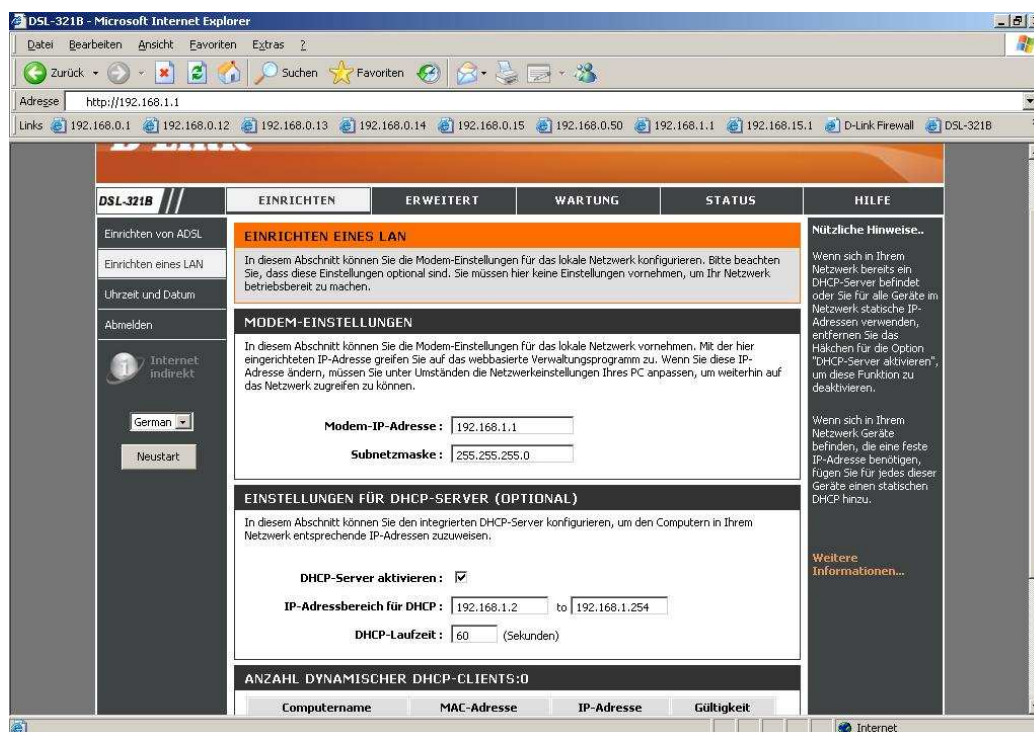 DSL-321B - Microsoft Internet Explorer
Datei Bearbeiten Ansicht Favoriten Extras ?
Zurück Suchen Favoriten
Adresse http://192.168.1.1
Links 192.168.0.1 192.168.0.12 192.168.0.13 192.168.0.14 192.168.0.15 192.168.0.50 192.168.1.1 192.168.15.1 D-Link Firewall DSL-321B
D-Link
DSL-321B EINRICHTEN ERWEITERT WARTUNG STATUS HILFE
Einrichten von ADSL
Einrichten eines LAN
Uhrzeit und Datum
Abmelden
Internet
indirekt
German
Neustart
EINRICHTEN EINES LAN
In diesem Abschnitt können Sie die Modem-Einstellungen für das lokale Netzwerk konfigurieren. Bitte beachten
Sie, dass diese Einstellungen optional sind. Sie müssen hier keine Einstellungen vornehmen, um Ihr Netzwerk
betriebsbereit zu machen.
MODEM-EINSTELLUNGEN
In diesem Abschnitt können Sie die Modem-Einstellungen für das lokale Netzwerk vornehmen. Mit der hier
eingerichteten IP-Adresse greifen Sie auf das webbasierte Verwaltungsprogramm zu. Wenn Sie diese IP-
Adresse ändern, müssen Sie unter Umständen die Netzwerkeinstellungen Ihres PC anpassen, um weiterhin auf
das Netzwerk zugreifen zu können.
Modem-IP-Adresse : 192.168.1.1
Subnetzmaske : 255.255.255.0
EINSTELLUNGEN FÜR DHCP-SERVER (OPTIONAL)
In diesem Abschnitt können Sie den integrierten DHCP-Server konfigurieren, um den Computern in Ihrem
Netzwerk entsprechende IP-Adressen zuzuweisen.
DHCP-Server aktivieren :
IP-Adressbereich für DHCP : 192.168.1.2 to 192.168.1.254
DHCP-Laufzeit : 60 (Sekunden)
ANZAHL DYNAMISCHER DHCP-CLIENTS:0
Computername MAC-Adresse IP-Adresse Gültigkeit
Nützliche Hinweise..
Wenn sich in Ihrem
Netzwerk bereits ein
DHCP-Server befindet
oder Sie für alle Geräte im
Netzwerk statische IP-
Adressen verwenden,
entfernen Sie das
Häkchen für die Option
"DHCP-Server aktivieren",
um diese Funktion zu
deaktivieren.
Wenn sich in Ihrem
Netzwerk Geräte
befinden, die eine feste
IP-Adresse benötigen,
fügen Sie für jedes dieser
Geräte einen statischen
DHCP hinzu.
Weitere
Informationen...
Internet